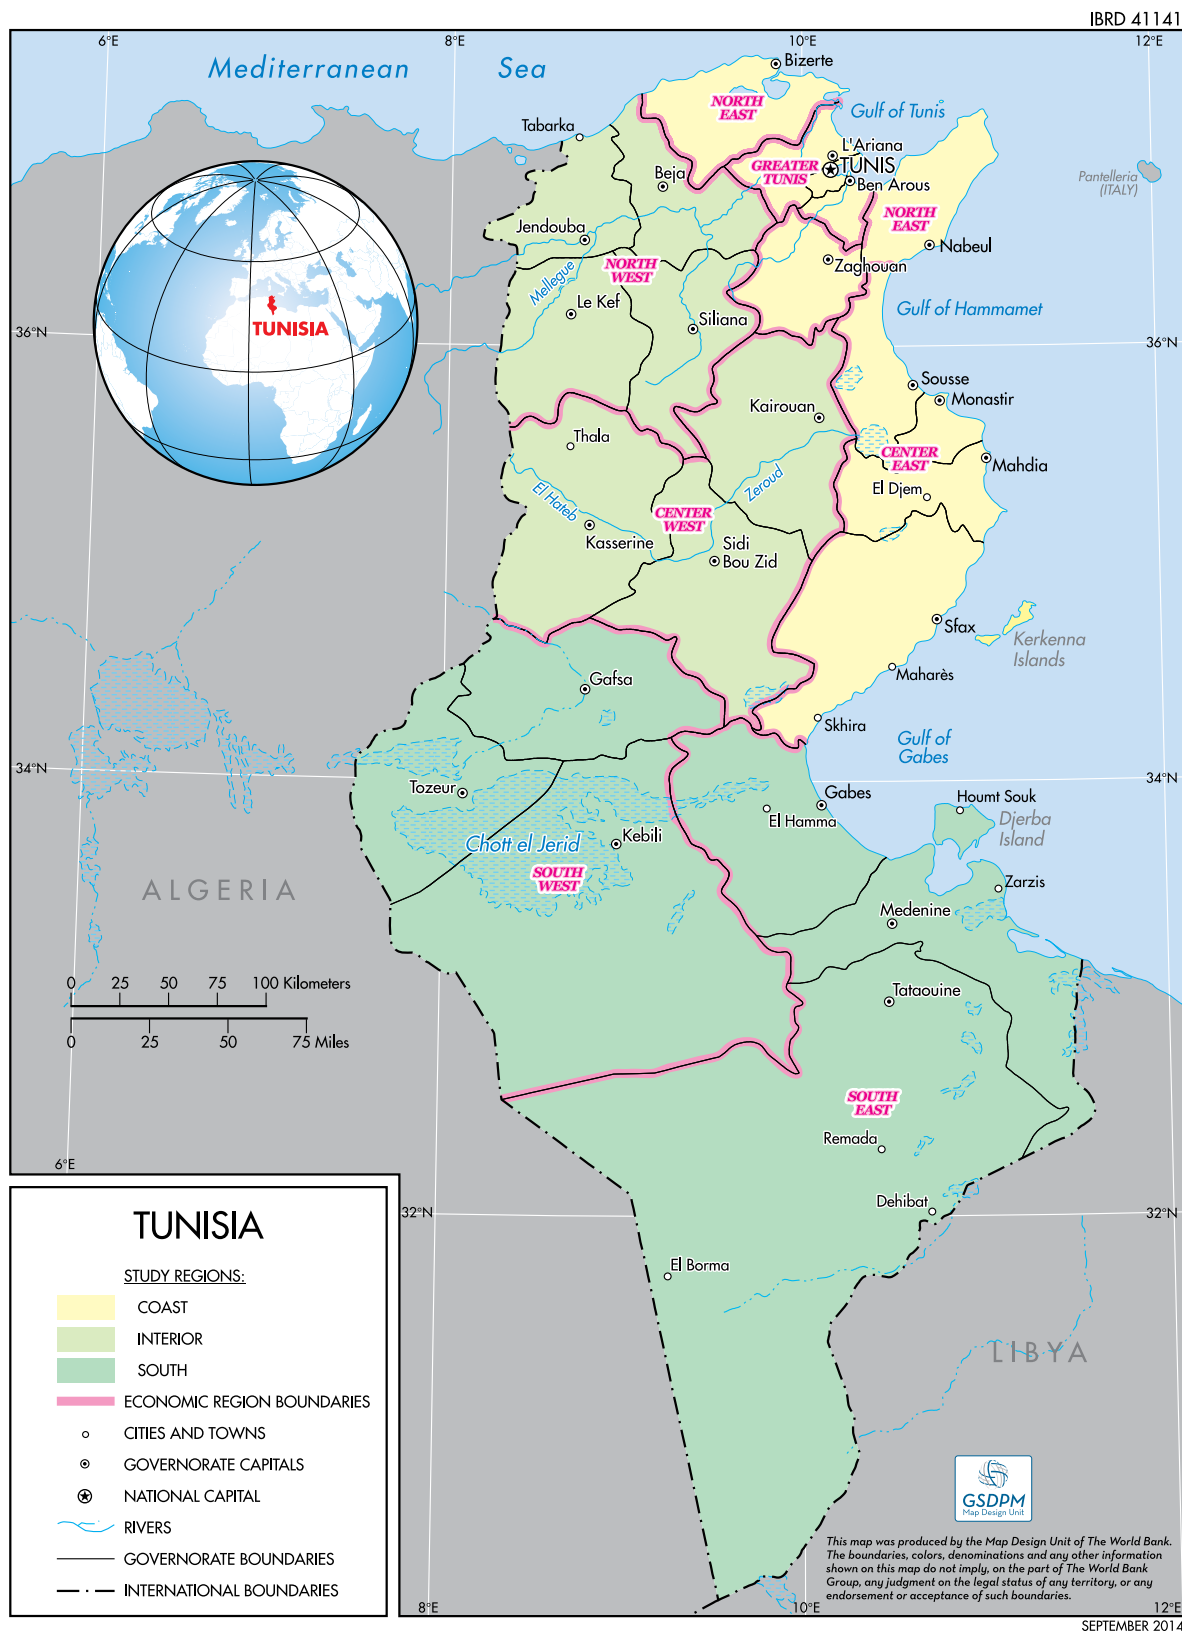 IBRD 41141
6°E
8°E
10°E
12°E
Mediterranean Sea
Bizerte
NORTH
EAST
Gulf of Tunis
Tabarka
L'Ariana
TUNIS
GREATER
TUNIS
Beja
Ben Arous
Pantelleria
(ITALY)
NORTH
EAST
Jendouba
Nabeul
NORTH
WEST
Zaghouan
Mellegue
Le Kef
Siliana
Gulf of Hammamet
TUNISIA
36°N
36°N
Sousse
Monastir
Kairouan
Thala
CENTER
EAST
Mahdia
El Hateb
Zeroud
El Djem
CENTER
WEST
Kasserine
Sidi
Bou Zid
Sfax
Kerkenna
Islands
Gafsa
Maharès
Skhira
Gulf of
Gabes
34°N
34°N
Tozeur
Gabes
Houmt Souk
El Hamma
Djerba
Island
Chott el Jerid
Kebili
SOUTH
WEST
ALGERIA
Zarzis
Medenine
0 25 50 75 100 Kilometers
0 25 50 75 Miles
Tataouine
SOUTH
EAST
Remada
6°E
Dehibat
32°N
32°N
El Borma
LIBYA
TUNISIA
STUDY REGIONS:
COAST
INTERIOR
SOUTH
ECONOMIC REGION BOUNDARIES
CITIES AND TOWNS
GOVERNORATE CAPITALS
NATIONAL CAPITAL
RIVERS
GOVERNORATE BOUNDARIES
INTERNATIONAL BOUNDARIES
GSDPM
Map Design Unit
This map was produced by the Map Design Unit of The World Bank.
The boundaries, colors, denominations and any other information
shown on this map do not imply, on the part of The World Bank
Group, any judgment on the legal status of any territory, or any
endorsement or acceptance of such boundaries.
8°E
10°E
12°E
SEPTEMBER 2014